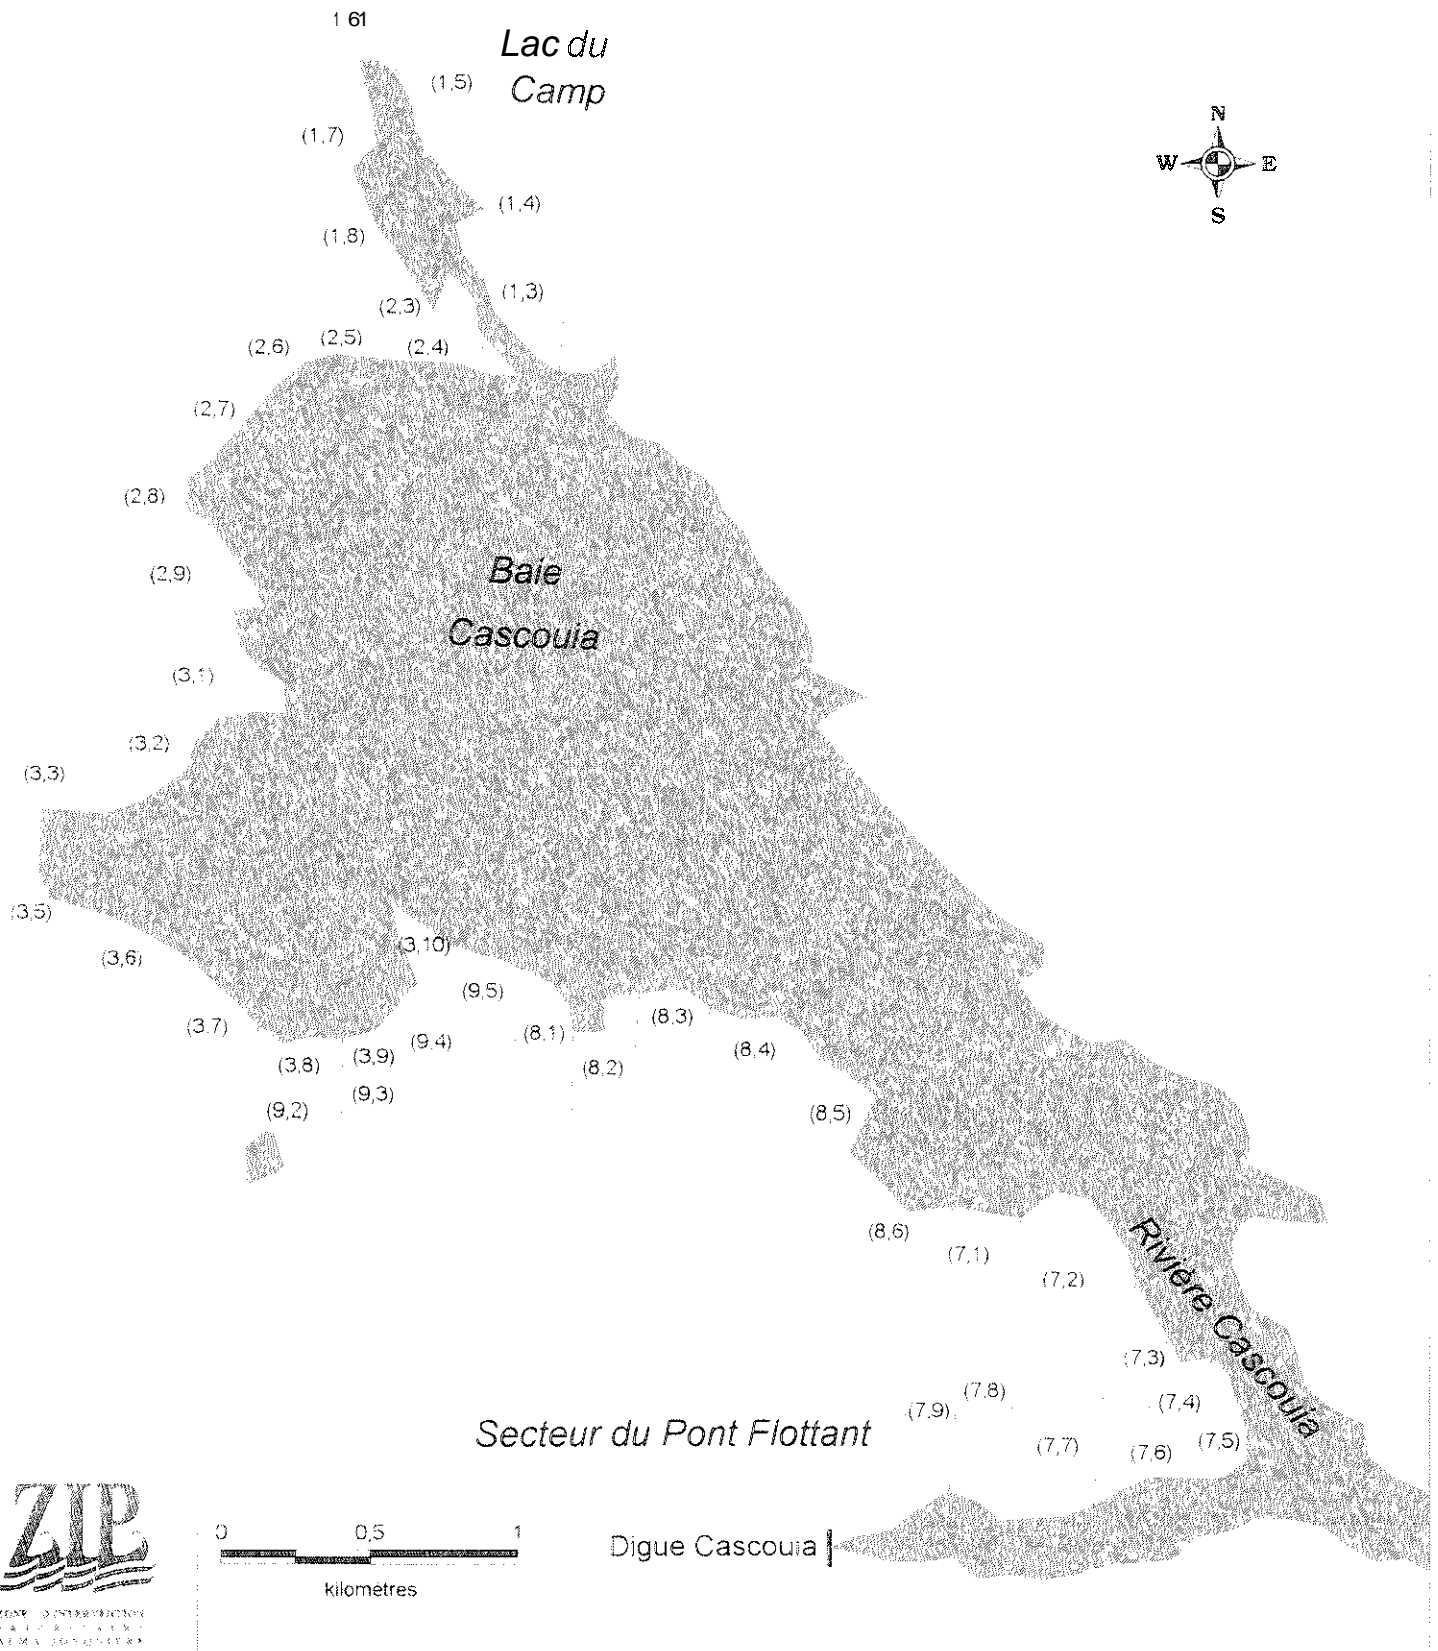 1 61
Lac du
Camp
(1,5)
(1,7)
N
W E
S
(1,4)
(1,8)
(1,3)
(2,3)
(2,5)
(2,6)
(2,4)
(2,7)
(2,8)
Baie
(2,9)
Cascouia
(3,1)
(3,2)
(3,3)
(3,5)
(3,10)
(3,6)
(9,5)
(8,3)
(3,7)
(8,1)
(9,4)
(8,4)
(3,9)
(3,8)
(8,2)
(9,3)
(9,2)
(8,5)
(8,6)
(7,1)
(7,2)
Rivière Cascouia
(7,3)
(7,8)
(7,4)
(7,9)
Secteur du Pont Flottant
(7,5)
(7,7)
(7,6)
ZIP
0 0,5 1
Digue Cascouia
kilomètres
ZONE D'INTERVENTION
ALMA JONQUIERE